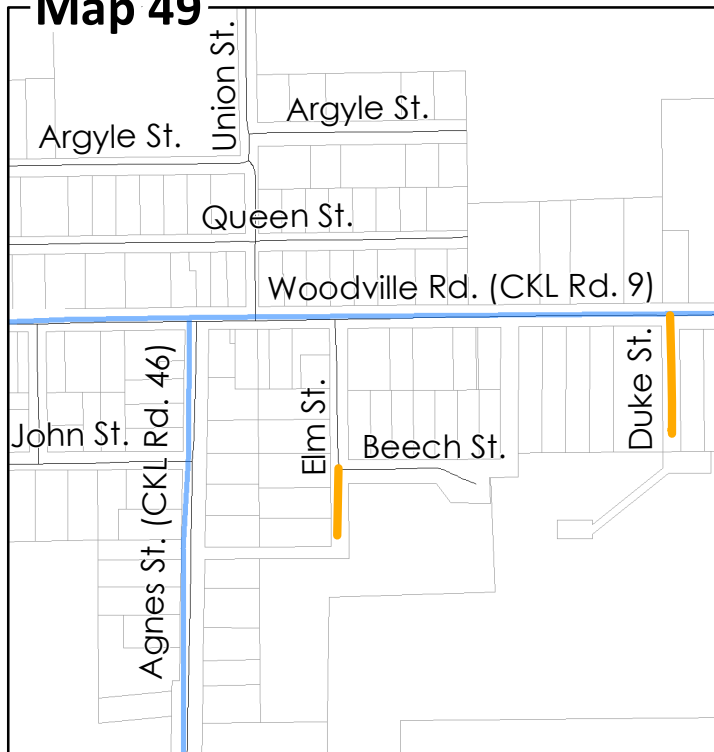 Map 49
Union St.
Argyle St.
Argyle St.
Queen St.
Woodville Rd. (CKL Rd. 9)
Agnes St. (CKL Rd. 46)
Elm St.
Duke St.
John St.
Beech St.